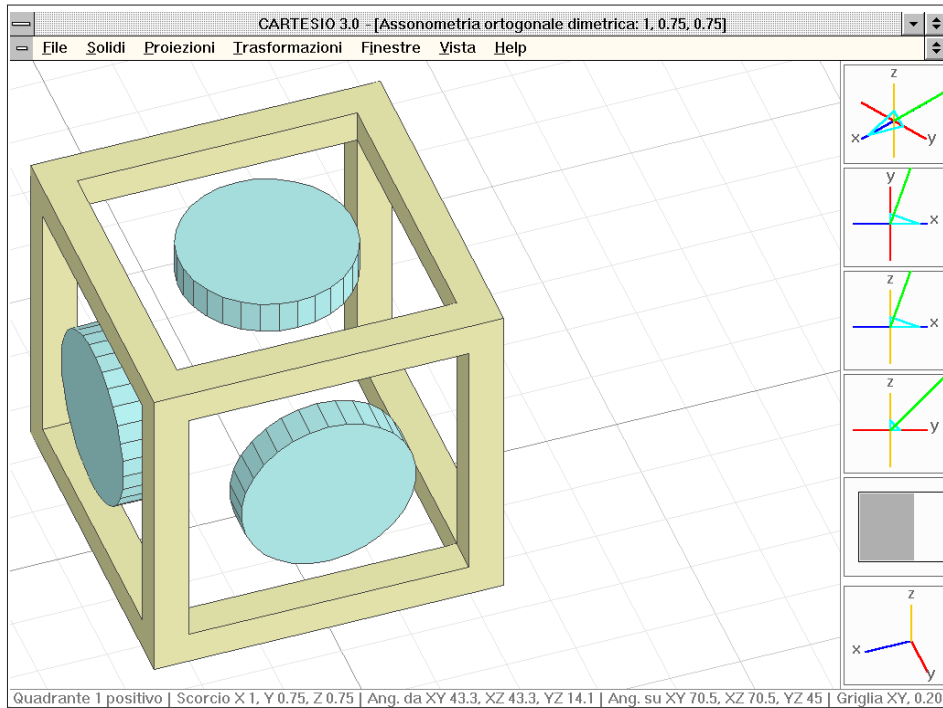 CARTESIO 3.0 - [Assonometria ortogonale dimetrica: 1, 0.75, 0.75]
File Solidi Proiezioni Trasformazioni Finestre Vista Help
z
x y
y
x
z
x
z
y
z
x
y
Quadrante 1 positivo | Scorcio X 1, Y 0.75, Z 0.75 | Ang. da XY 43.3, XZ 43.3, YZ 14.1 | Ang. su XY 70.5, XZ 70.5, YZ 45 | Griglia XY, 0.20